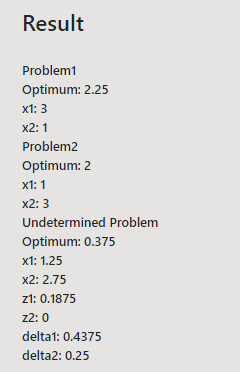 Result
Problem1
Optimum: 2.25
x1: 3
x2: 1
Problem2
Optimum: 2
x1: 1
x2: 3
Undetermined Problem
Optimum: 0.375
x1: 1.25
x2: 2.75
z1: 0.1875
z2: 0
delta1: 0.4375
delta2: 0.25